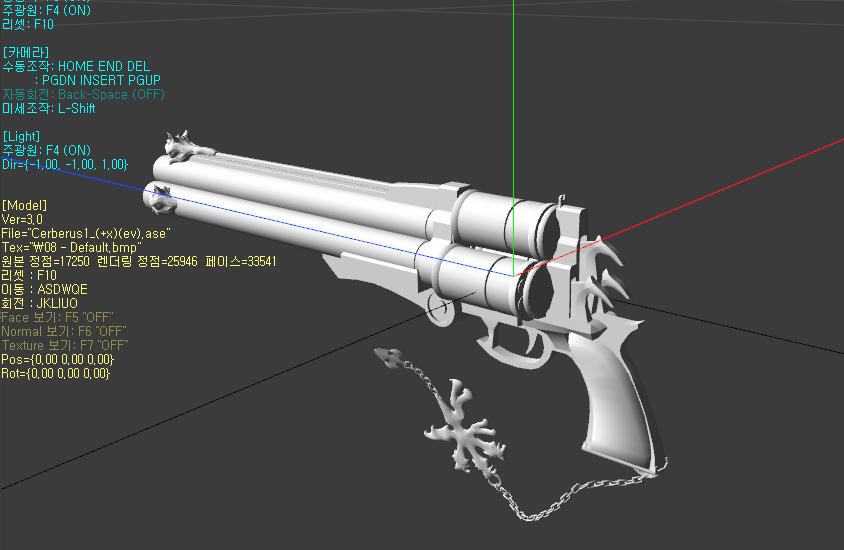 주광원: F4 (ON)
리셋: F10
[카메라]
수동조작: HOME END DEL
: PGDN INSERT PGUP
자동회전: Back-Space (OFF)
미세조작: L-Shift
[Light]
주광원: F4 (ON)
Dir={-1,00, -1,00, 1,00}
[Model]
Ver=3,0
File="Cerberus1_(+x)(ev),ase"
Tex="₩08 - Default,bmp"
원본 정점=17250 렌더링 정점=25946 페이스=33541
리셋 : F10
이동 : ASDWQE
회전 : JKLIUO
Face 보기: F5 "OFF"
Normal 보기: F6 "OFF"
Texture 보기: F7 "OFF"
Pos={0,00 0,00 0,00}
Rot={0,00 0,00 0,00}